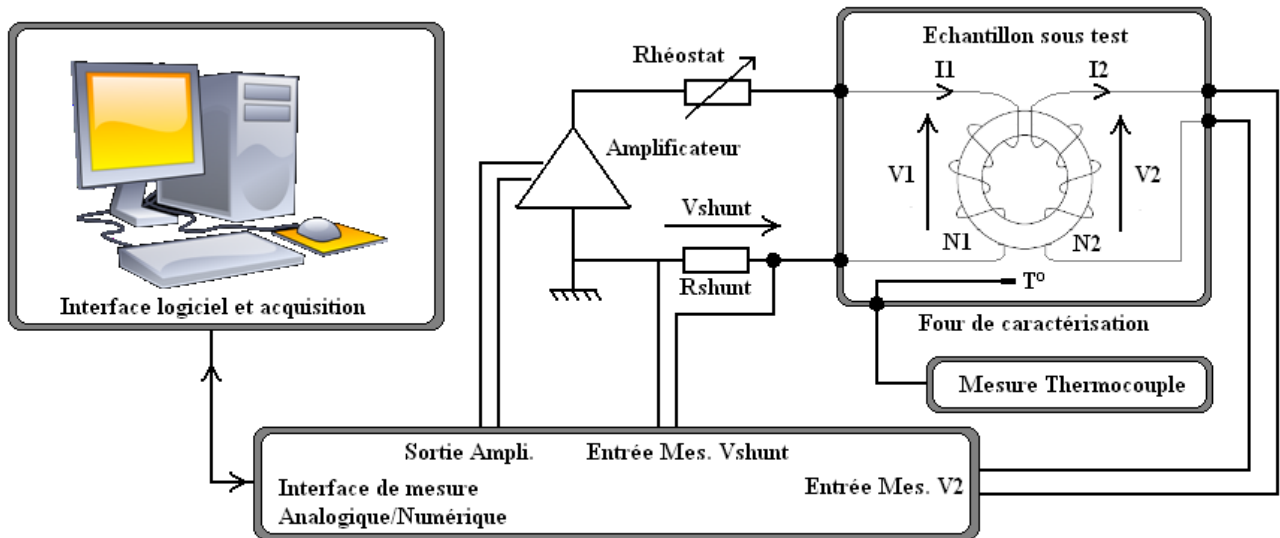 Echantillon sous test
Rhéostat
I1
I2
Amplificateur
V1
V2
Vshunt
N1
N2
Rshunt
T°
Interface logiciel et acquisition
Four de caractérisation
Mesure Thermocouple
Sortie Ampli.
Entrée Mes. Vshunt
Entrée Mes. V2
Interface de mesure
Analogique/Numérique